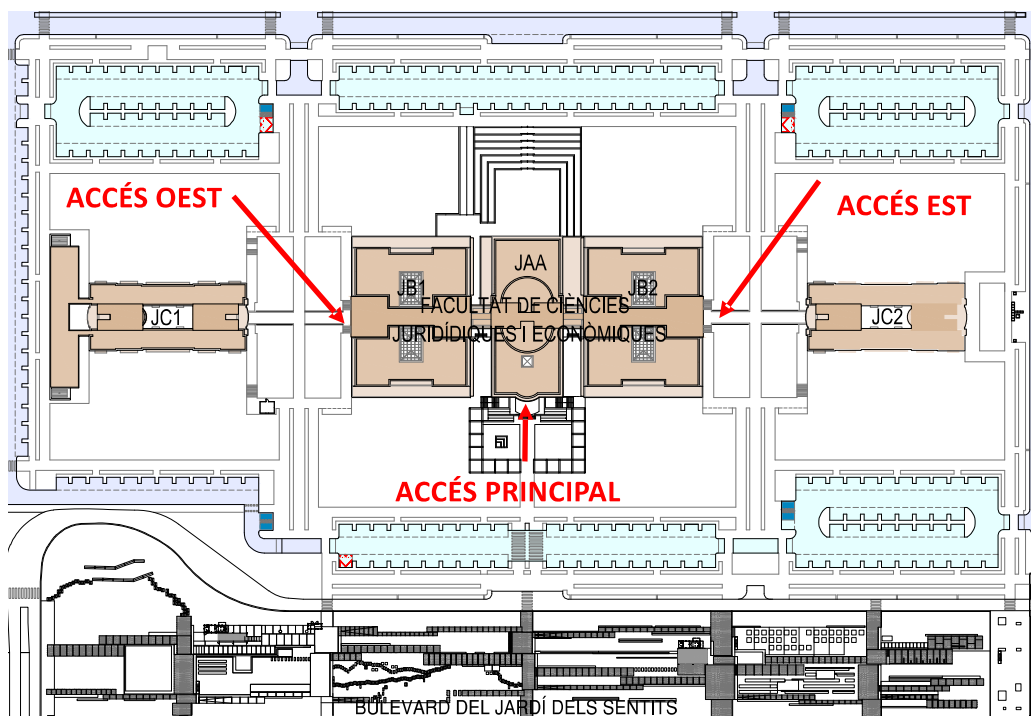 ACCÉS OEST
ACCÉS EST
JAA
JB1
JB2
FACULTAT DE CIÈNCIES
JURIDÍDIQUES I ECONÒMIQUES
JC1
JC2
ACCÉS PRINCIPAL
BULEVARD DEL JARDÍ DELS SENTITS